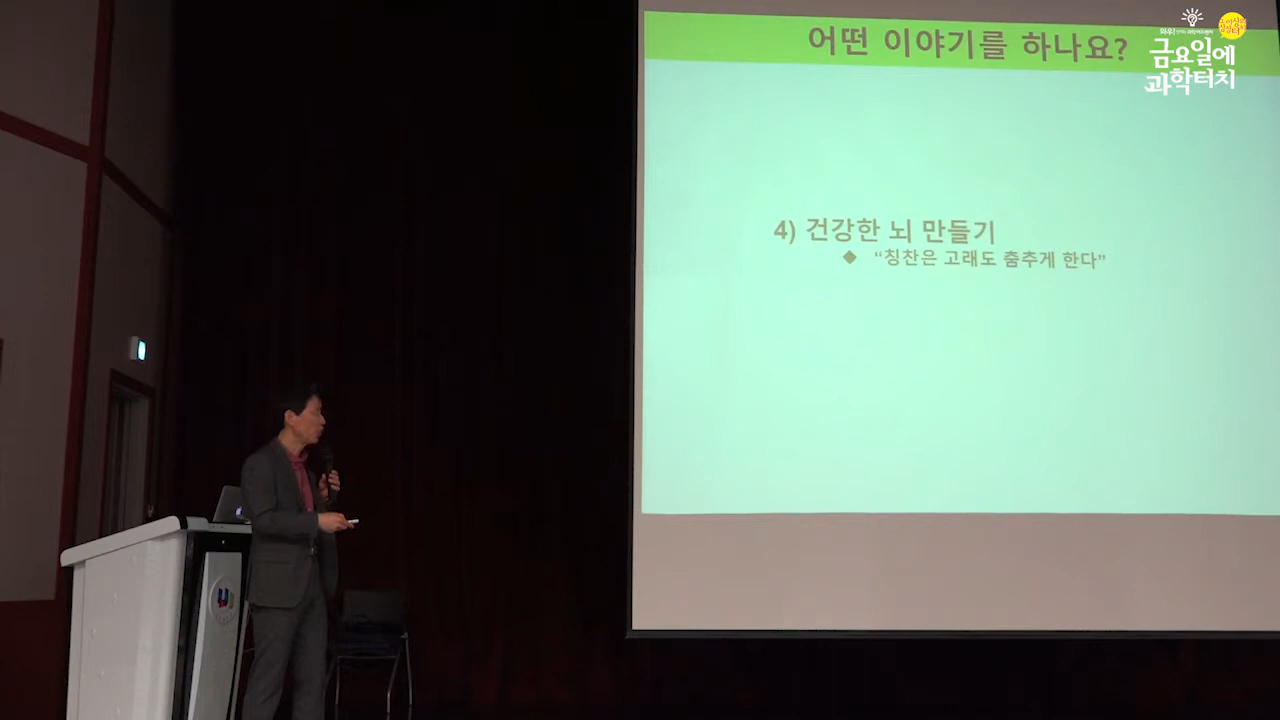 어떤 이야기를 하나요?
금요일에
과학터치
4) 건강한 뇌 만들기
◆ “칭찬은 고래도 춤추게 한다”